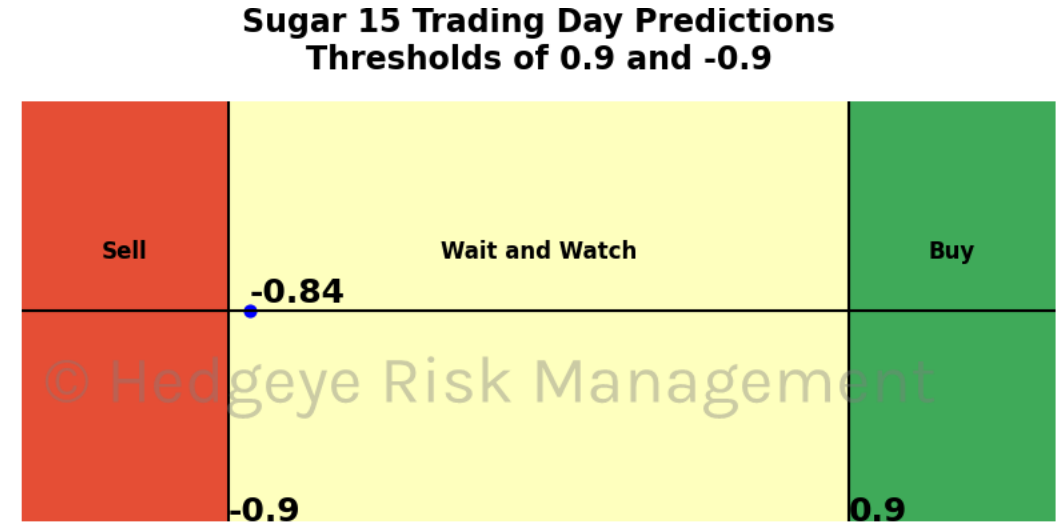 Sugar 15 Trading Day Predictions
Thresholds of 0.9 and -0.9
Sell
Wait and Watch
Buy
-0.84
© Hedgeye Risk Management
-0.9
0.9